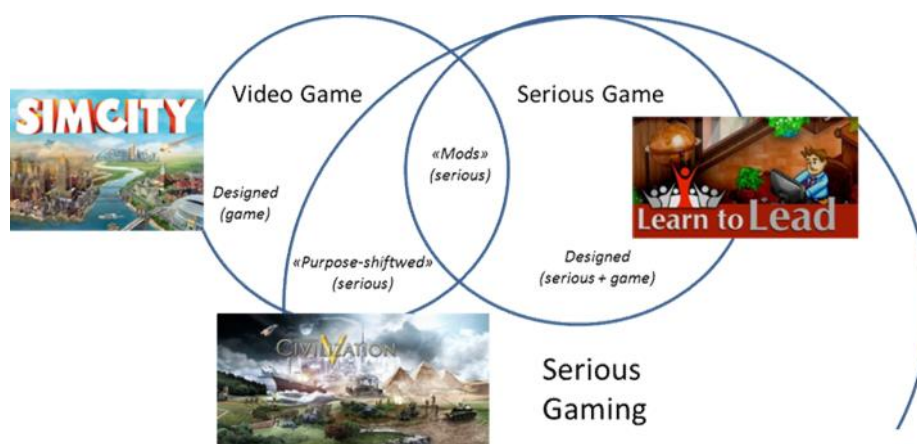 Video Game
Serious Game
SIMCITY
«Mods»
(serious)
Designed
(game)
Learn to Lead
«Purpose-shiftwed»
(serious)
Designed
(serious + game)
CIVILIZATION
V
Serious
Gaming